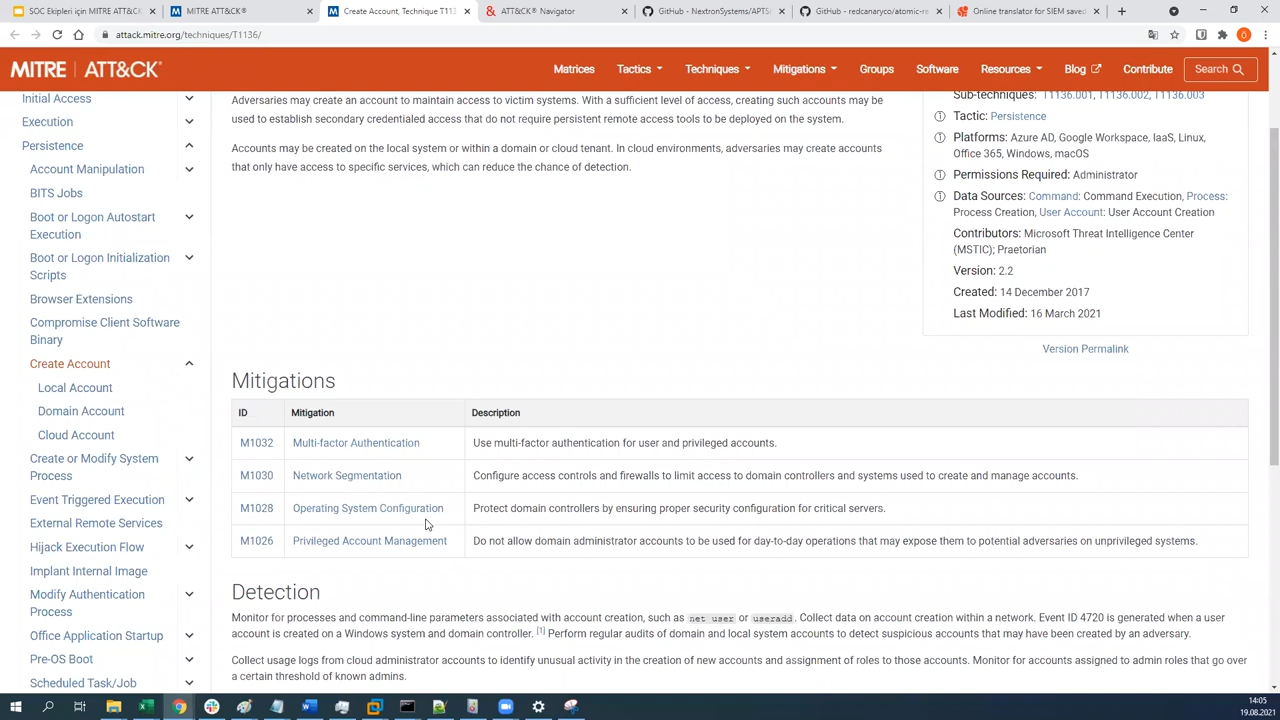 SOC Ekipleri için MITRE ATT&CK
MITRE ATT&CK®
Create Account, Technique T113
ATT&CK® Navigator
GitHub - NextronSystems/APTSi
GitHub - redcanaryco/atomic-re
Online translator for SIEM saved
attack.mitre.org/techniques/T1136/
MITRE | ATT&CK®
Matrices
Tactics
Techniques
Mitigations
Groups
Software
Resources
Blog
Contribute
Search
Initial Access
Execution
Persistence
Account Manipulation
BITS Jobs
Boot or Logon Autostart
Execution
Boot or Logon Initialization
Scripts
Browser Extensions
Compromise Client Software
Binary
Create Account
Local Account
Domain Account
Cloud Account
Create or Modify System
Process
Event Triggered Execution
External Remote Services
Hijack Execution Flow
Implant Internal Image
Modify Authentication
Process
Office Application Startup
Pre-OS Boot
Scheduled Task/Job
Adversaries may create an account to maintain access to victim systems. With a sufficient level of access, creating such accounts may be
used to establish secondary credentialed access that do not require persistent remote access tools to be deployed on the system.
Accounts may be created on the local system or within a domain or cloud tenant. In cloud environments, adversaries may create accounts
that only have access to specific services, which can reduce the chance of detection.
Sub-techniques: T1136.001, T1136.002, T1136.003
Tactic: Persistence
Platforms: Azure AD, Google Workspace, IaaS, Linux,
Office 365, Windows, macOS
Permissions Required: Administrator
Data Sources: Command: Command Execution, Process:
Process Creation, User Account: User Account Creation
Contributors: Microsoft Threat Intelligence Center
(MSTIC); Praetorian
Version: 2.2
Created: 14 December 2017
Last Modified: 16 March 2021
Version Permalink
Mitigations
ID Mitigation Description
M1032 Multi-factor Authentication Use multi-factor authentication for user and privileged accounts.
M1030 Network Segmentation Configure access controls and firewalls to limit access to domain controllers and systems used to create and manage accounts.
M1028 Operating System Configuration Protect domain controllers by ensuring proper security configuration for critical servers.
M1026 Privileged Account Management Do not allow domain administrator accounts to be used for day-to-day operations that may expose them to potential adversaries on unprivileged systems.
Detection
Monitor for processes and command-line parameters associated with account creation, such as net user or useradd. Collect data on account creation within a network. Event ID 4720 is generated when a user
account is created on a Windows system and domain controller. [1] Perform regular audits of domain and local system accounts to detect suspicious accounts that may have been created by an adversary.
Collect usage logs from cloud administrator accounts to identify unusual activity in the creation of new accounts and assignment of roles to those accounts. Monitor for accounts assigned to admin roles that go over
a certain threshold of known admins.
14:05
19.08.2021